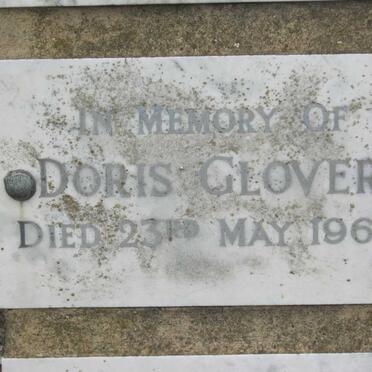 IN MEMORY OF
DORIS GLOVER
DIED 23RD MAY 196